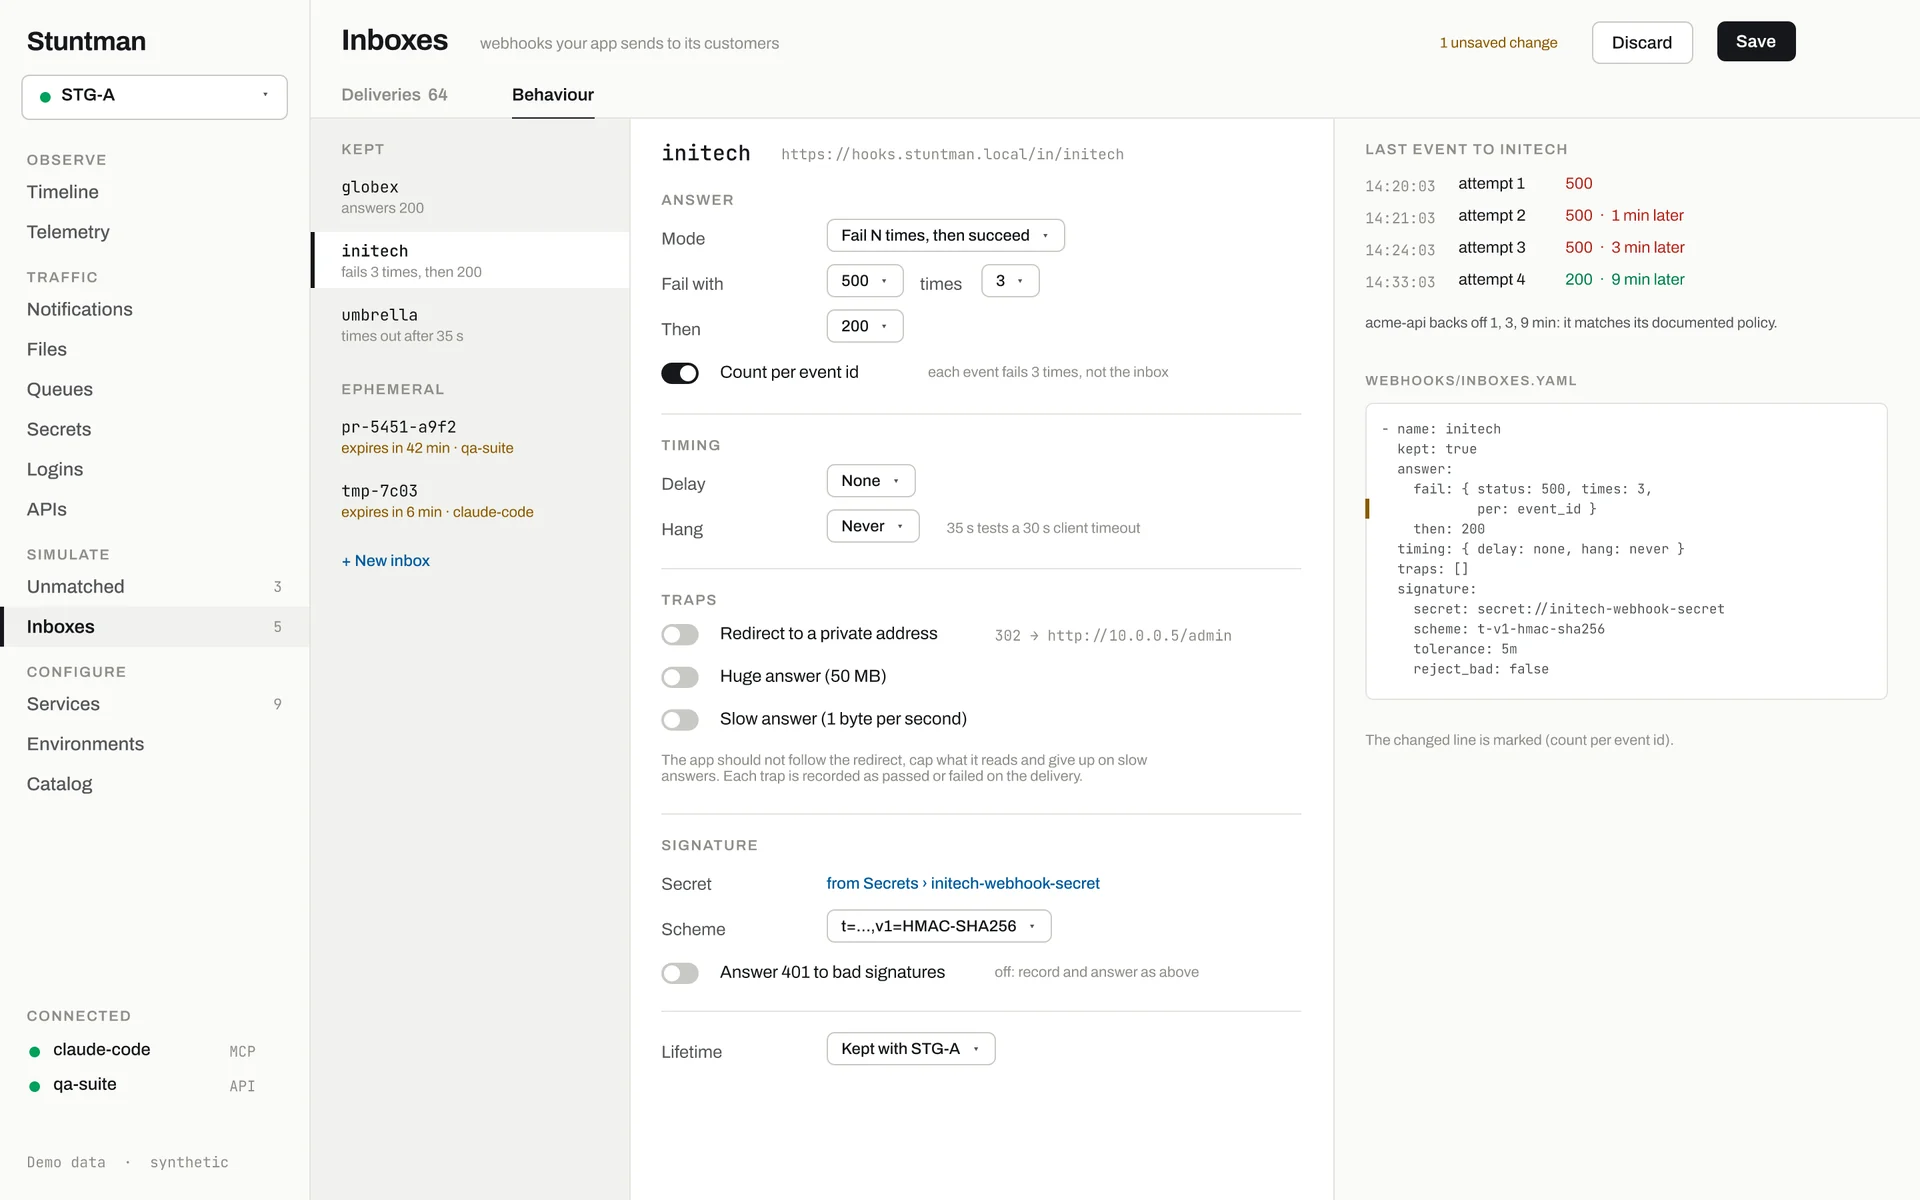 Stuntman
STG-A
OBSERVE
Timeline
Telemetry
TRAFFIC
Notifications
Files
Queues
Secrets
Logins
APIs
SIMULATE
Unmatched 3
Inboxes 5
CONFIGURE
Services 9
Environments
Catalog
CONNECTED
claude-code MCP
qa-suite API
Demo data · synthetic
Inboxes webhooks your app sends to its customers
1 unsaved change Discard Save
Deliveries 64 Behaviour
KEPT
globex
answers 200
initech
fails 3 times, then 200
umbrella
times out after 35 s
EPHEMERAL
pr-5451-a9f2
expires in 42 min · qa-suite
tmp-7c03
expires in 6 min · claude-code
+ New inbox
initech https://hooks.stuntman.local/in/initech
ANSWER
Mode Fail N times, then succeed
Fail with 500 times 3
Then 200
Count per event id each event fails 3 times, not the inbox
TIMING
Delay None
Hang Never 35 s tests a 30 s client timeout
TRAPS
Redirect to a private address 302 → http://10.0.0.5/admin
Huge answer (50 MB)
Slow answer (1 byte per second)
The app should not follow the redirect, cap what it reads and give up on slow
answers. Each trap is recorded as passed or failed on the delivery.
SIGNATURE
Secret from Secrets › initech-webhook-secret
Scheme t=...,v1=HMAC-SHA256
Answer 401 to bad signatures off: record and answer as above
Lifetime Kept with STG-A
LAST EVENT TO INITECH
14:20:03 attempt 1 500
14:21:03 attempt 2 500 · 1 min later
14:24:03 attempt 3 500 · 3 min later
14:33:03 attempt 4 200 · 9 min later
acme-api backs off 1, 3, 9 min: it matches its documented policy.
WEBHOOKS/INBOXES.YAML
- name: initech
kept: true
answer:
fail: { status: 500, times: 3,
per: event_id }
then: 200
timing: { delay: none, hang: never }
traps: []
signature:
secret: secret://initech-webhook-secret
scheme: t-v1-hmac-sha256
tolerance: 5m
reject_bad: false
The changed line is marked (count per event id).